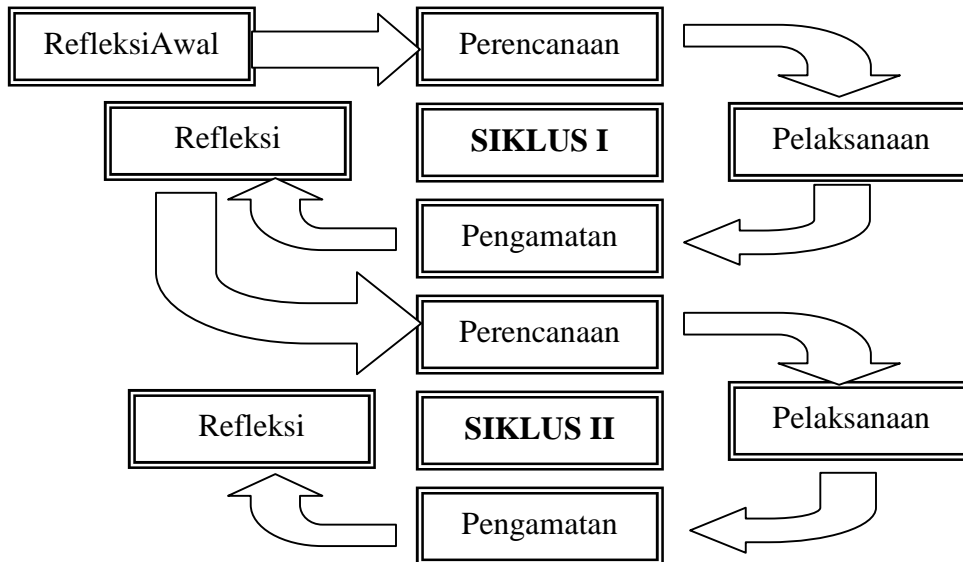 RefleksiAwal
Perencanaan
Refleksi
SIKLUS I
Pelaksanaan
Pengamatan
Perencanaan
Refleksi
SIKLUS II
Pelaksanaan
Pengamatan